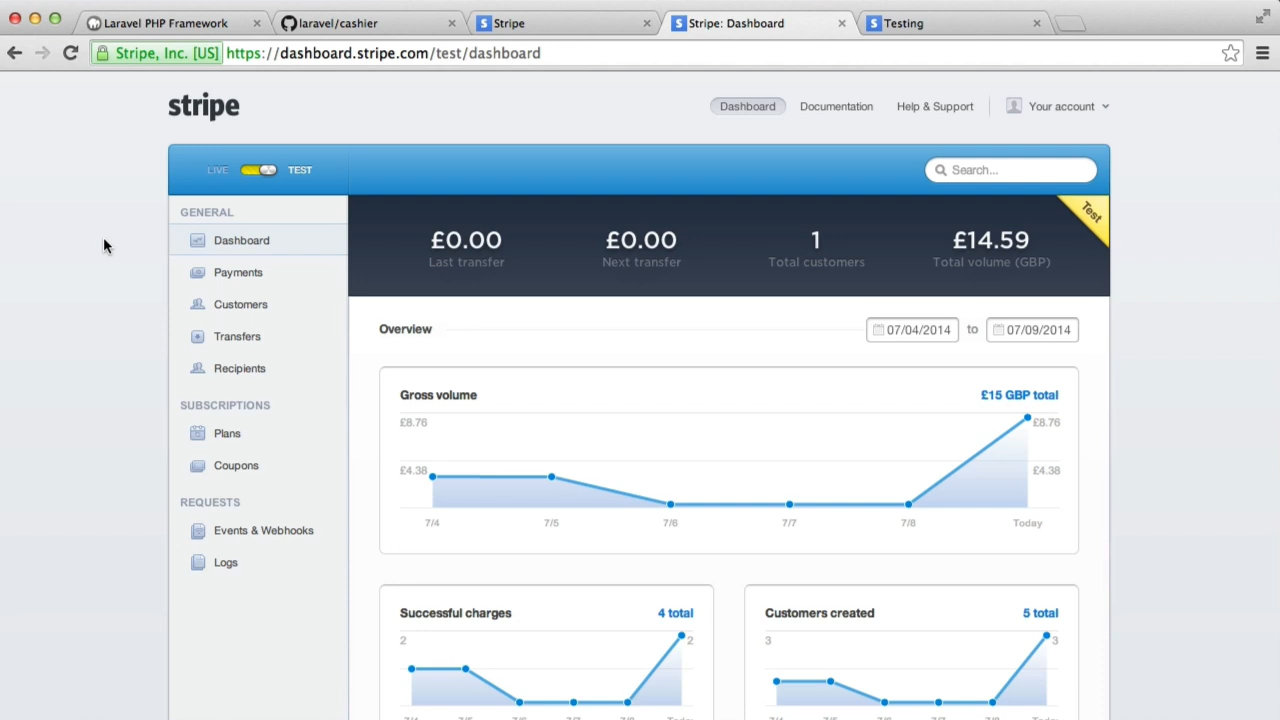 Laravel PHP Framework
laravel/cashier
Stripe
Stripe: Dashboard
Testing
Stripe, Inc. [US] https://dashboard.stripe.com/test/dashboard
stripe
Dashboard Documentation Help & Support Your account
LIVE TEST
Search...
GENERAL
Dashboard
Payments
Customers
Transfers
Recipients
SUBSCRIPTIONS
Plans
Coupons
REQUESTS
Events & Webhooks
Logs
Test
£0.00 £0.00 1 £14.59
Last transfer Next transfer Total customers Total volume (GBP)
Overview 07/04/2014 to 07/09/2014
Gross volume £15 GBP total
£8.76 £8.76
£4.38 £4.38
7/4 7/5 7/6 7/7 7/8 Today
Successful charges 4 total
2 2
Customers created 5 total
3 3